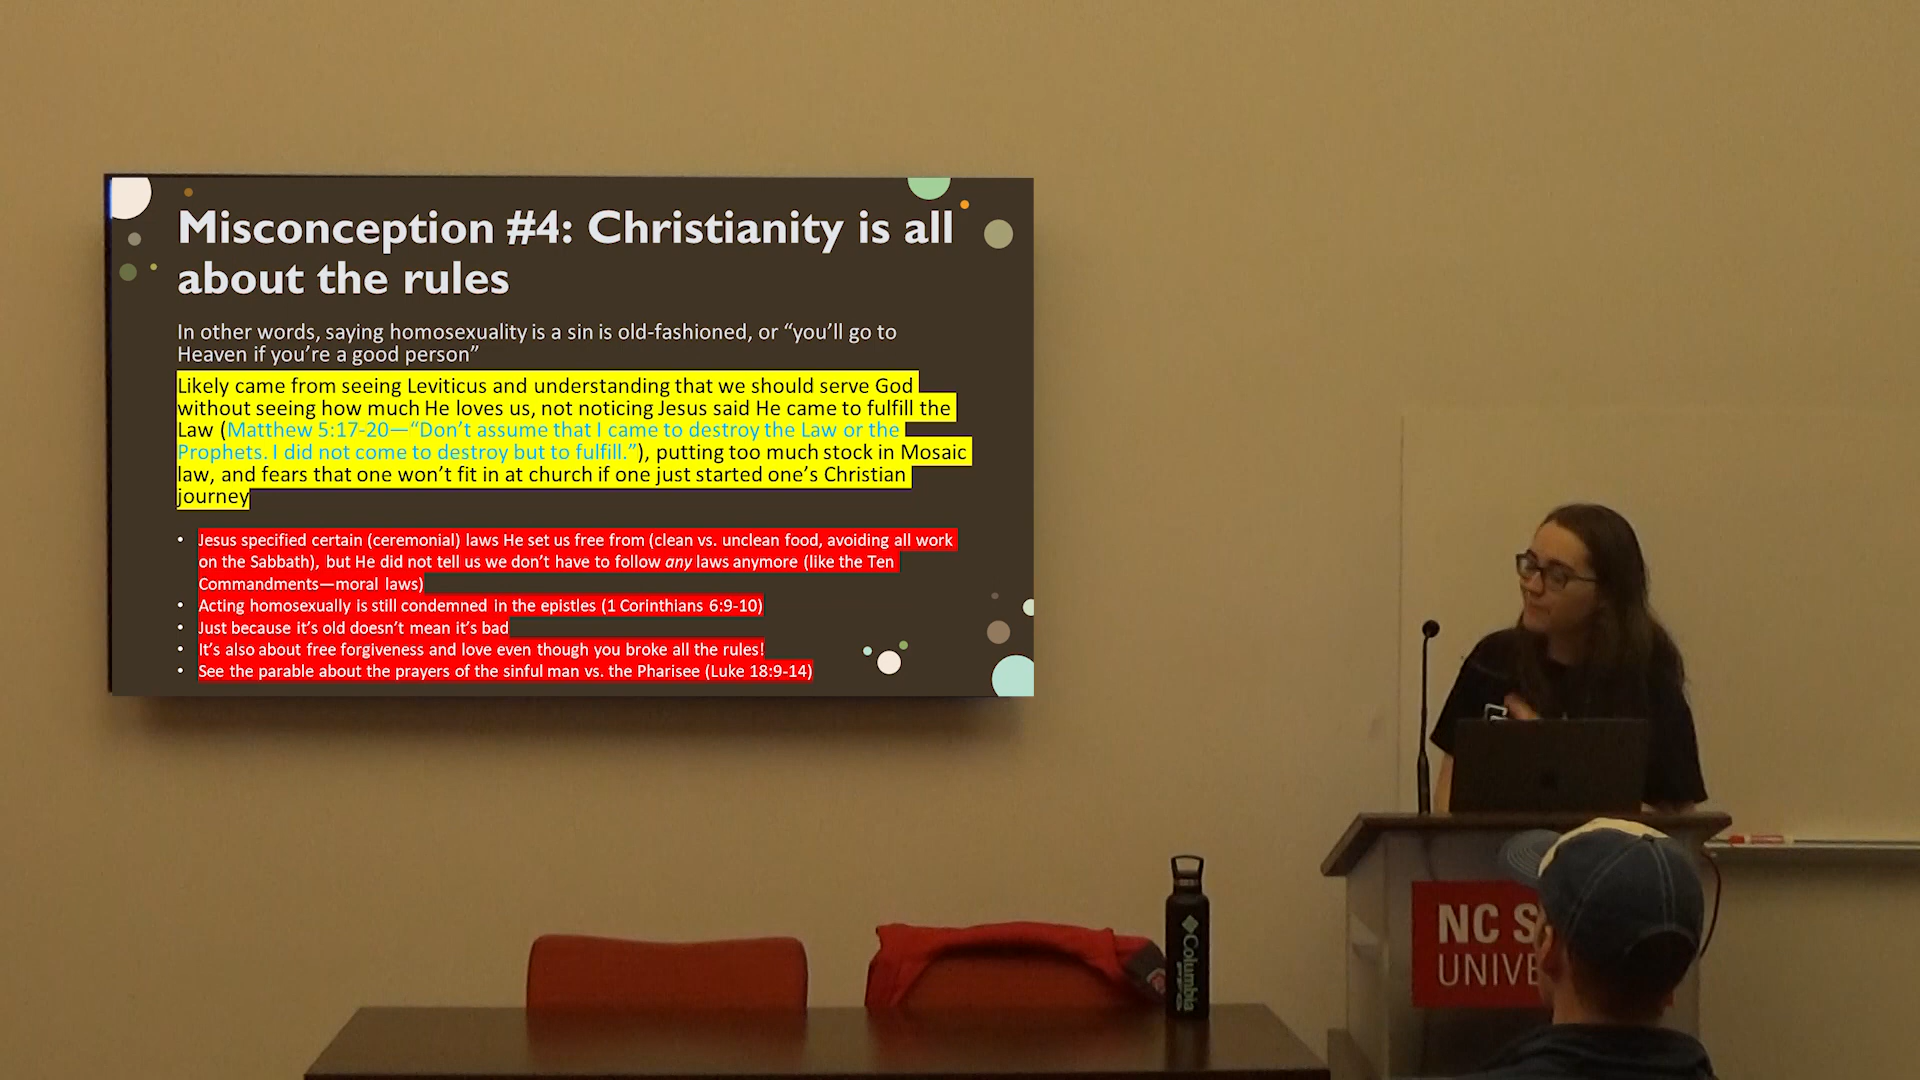 Misconception #4: Christianity is all
about the rules
In other words, saying homosexuality is a sin is old-fashioned, or “you’ll go to
Heaven if you’re a good person”
Likely came from seeing Leviticus and understanding that we should serve God
without seeing how much He loves us, not noticing Jesus said He came to fulfill the
Law (Matthew 5:17-20—“Don’t assume that I came to destroy the Law or the
Prophets. I did not come to destroy but to fulfill.”), putting too much stock in Mosaic
law, and fears that one won’t fit in at church if one just started one’s Christian
journey
• Jesus specified certain (ceremonial) laws He set us free from (clean vs. unclean food, avoiding all work
on the Sabbath), but He did not tell us we don’t have to follow any laws anymore (like the Ten
Commandments—moral laws)
• Acting homosexually is still condemned in the epistles (1 Corinthians 6:9-10)
• Just because it’s old doesn’t mean it’s bad
• It’s also about free forgiveness and love even though you broke all the rules!
• See the parable about the prayers of the sinful man vs. the Pharisee (Luke 18:9-14)
Columbia
NC S
UNIVE